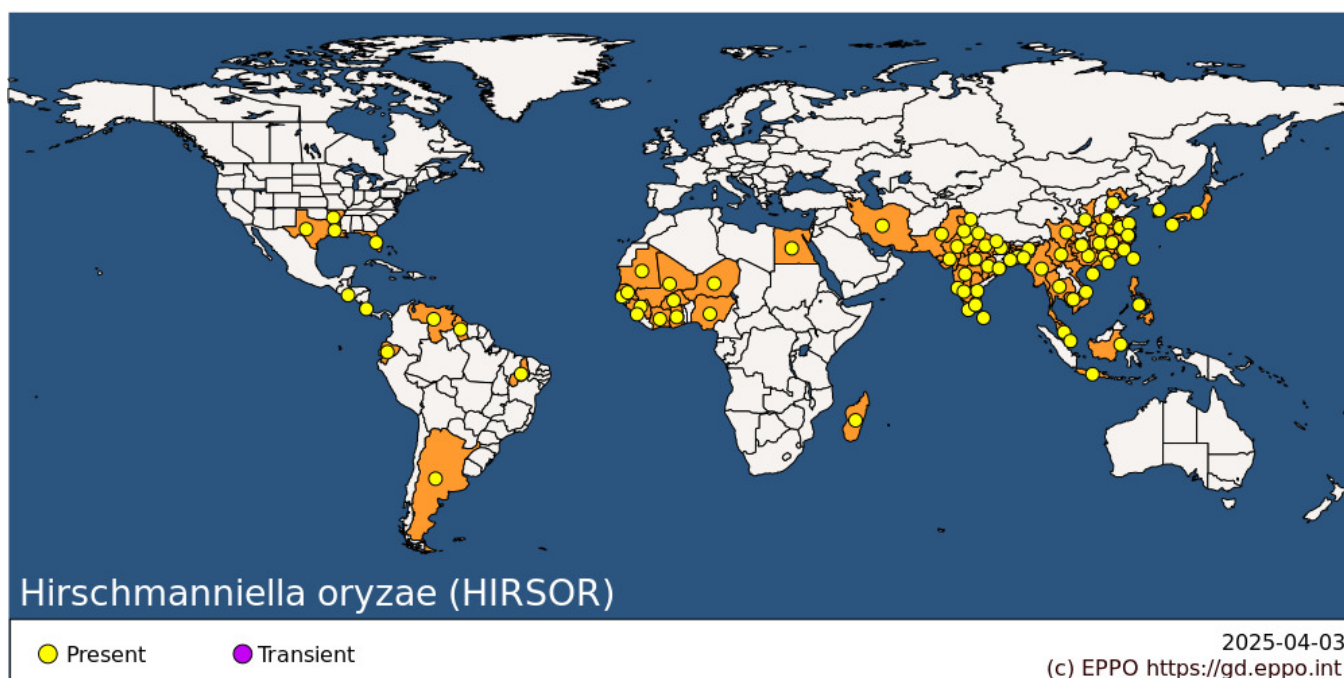 Hirschmanniella oryzae (HIRSOR)
Present
Transient
2025-04-03
(c) EPPO https://gd.eppo.int